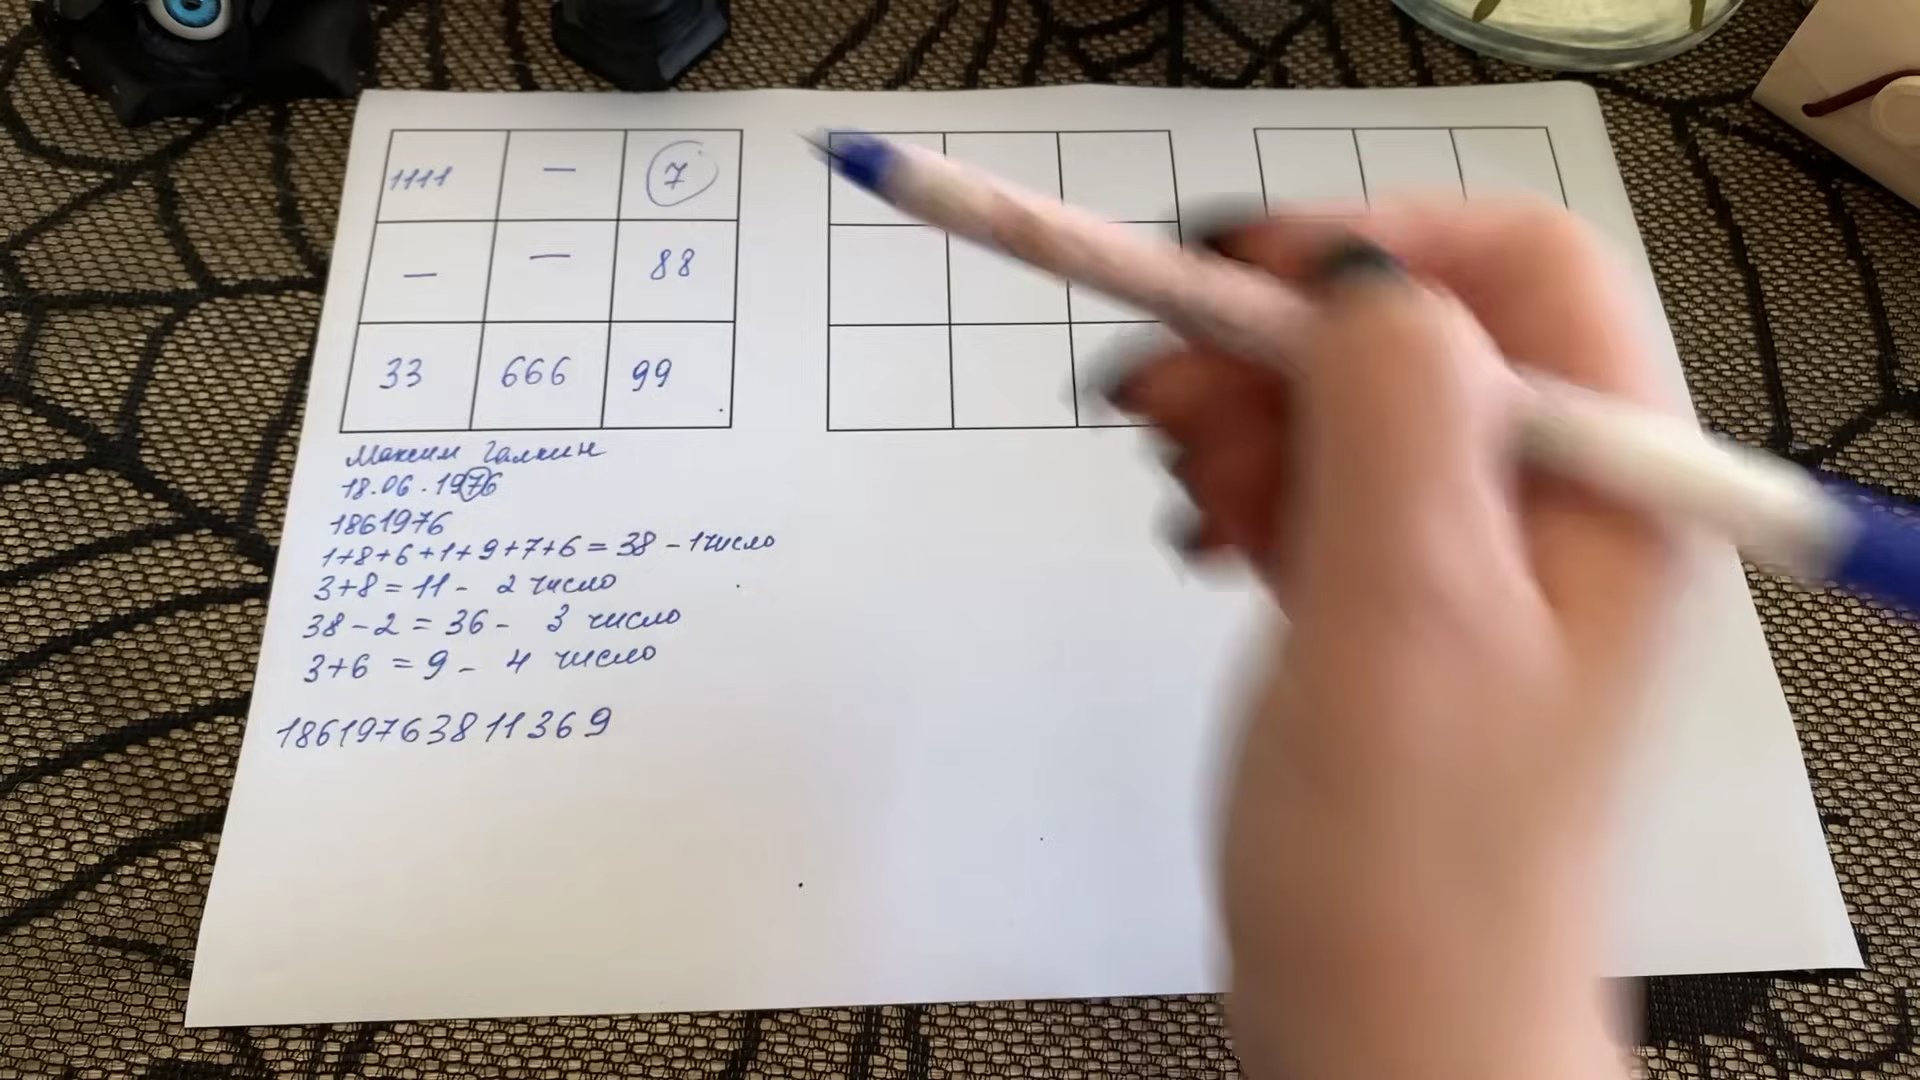 1111 — 7
— — 88
33 666 99
Максим Галкин
18.06.1976
1861976
1+8+6+1+9+7+6=38 - 1 число
3+8=11 - 2 число
38-2=36 - 3 число
3+6=9 - 4 число
18619763811369